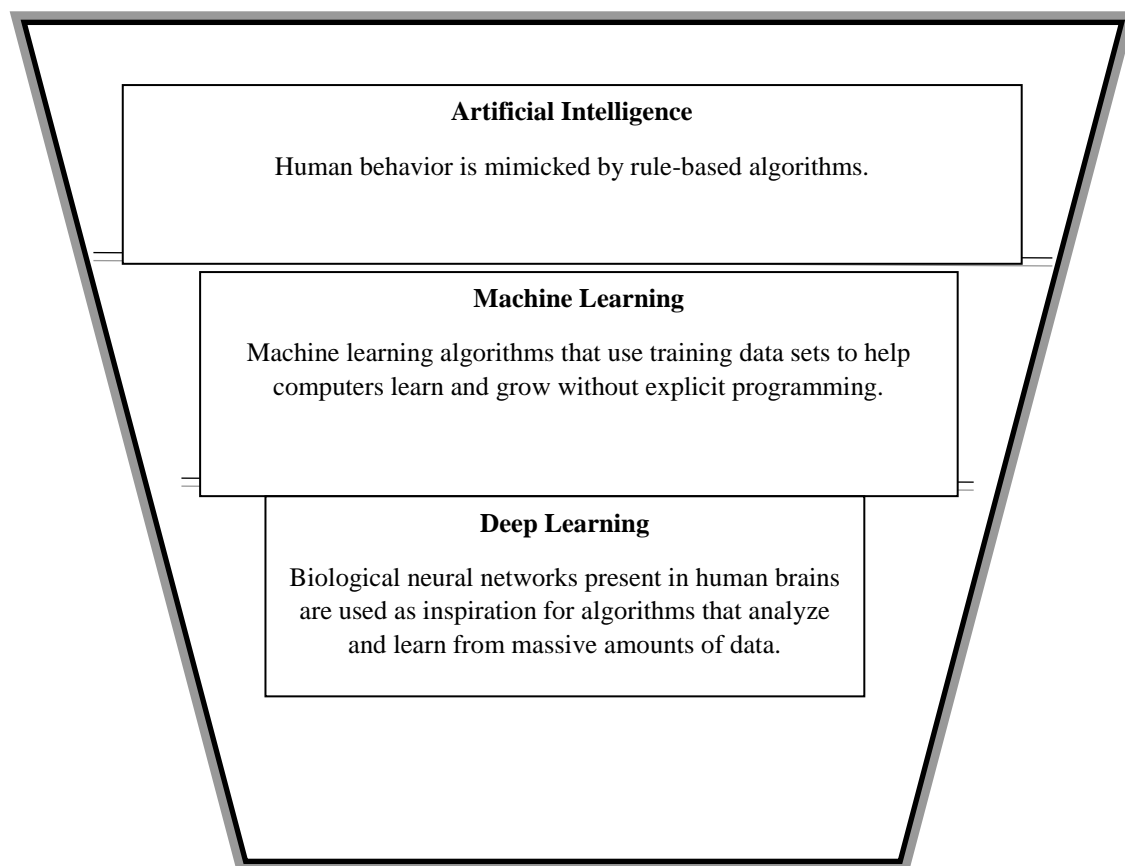 Artificial Intelligence
Human behavior is mimicked by rule-based algorithms.
Machine Learning
Machine learning algorithms that use training data sets to help
computers learn and grow without explicit programming.
Deep Learning
Biological neural networks present in human brains
are used as inspiration for algorithms that analyze
and learn from massive amounts of data.